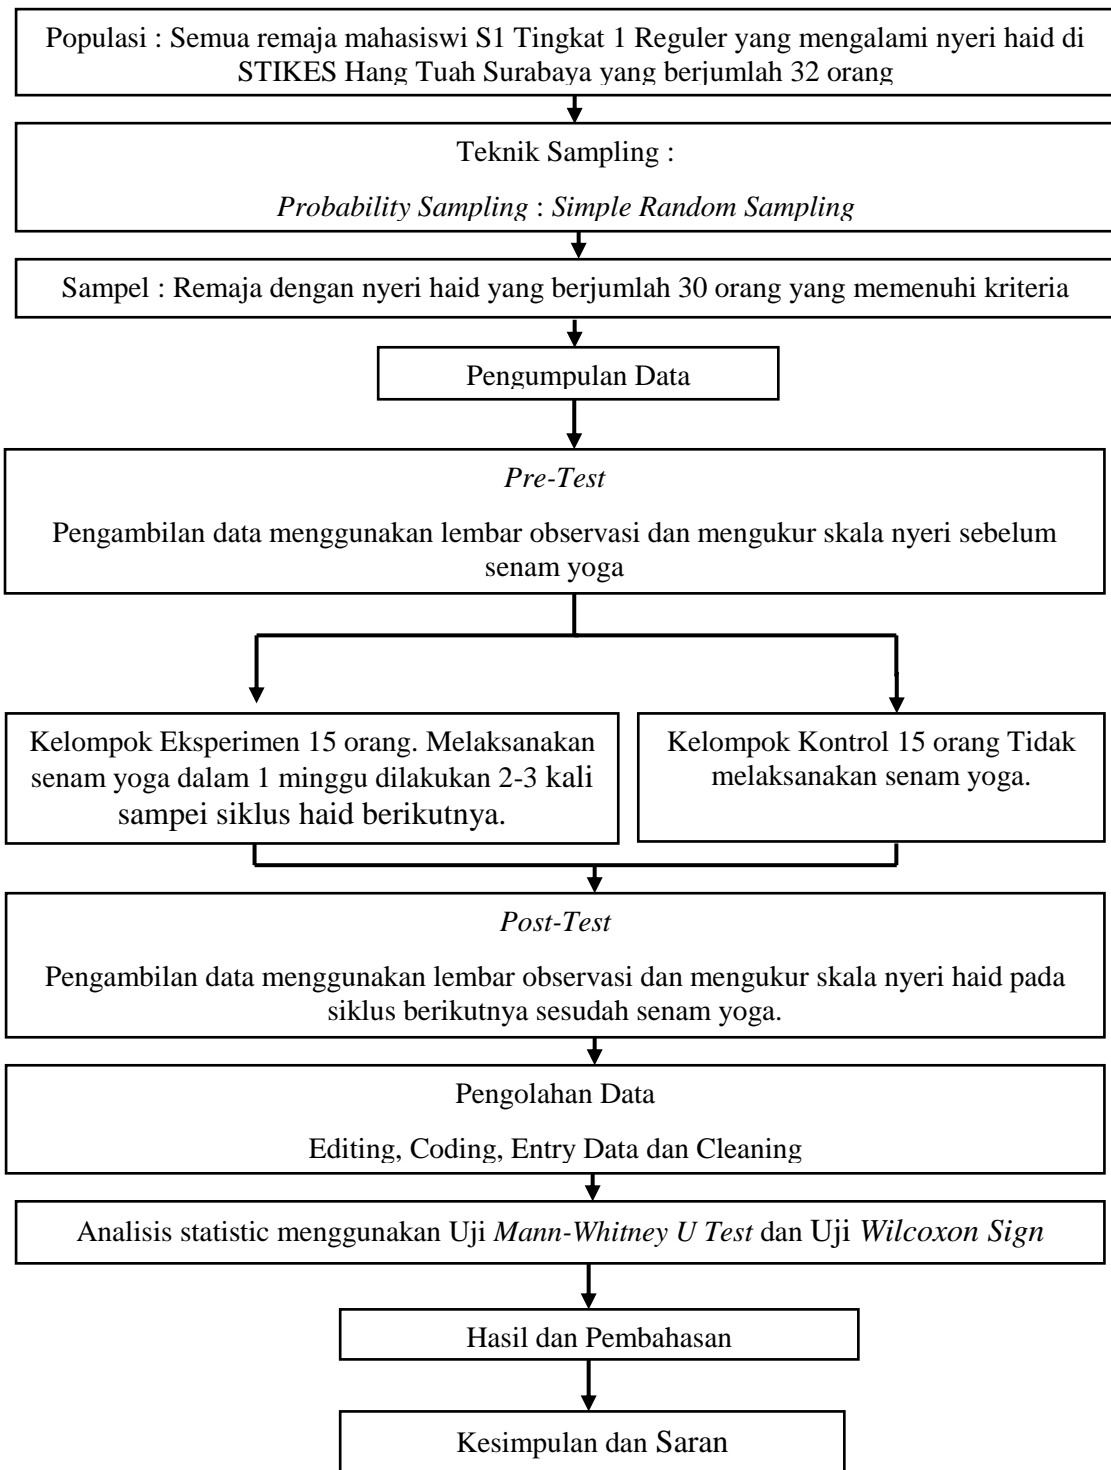 Populasi : Semua remaja mahasiswi S1 Tingkat 1 Reguler yang mengalami nyeri haid di
STIKES Hang Tuah Surabaya yang berjumlah 32 orang
Teknik Sampling :
Probability Sampling : Simple Random Sampling
Sampel : Remaja dengan nyeri haid yang berjumlah 30 orang yang memenuhi kriteria
Pengumpulan Data
Pre-Test
Pengambilan data menggunakan lembar observasi dan mengukur skala nyeri sebelum
senam yoga
Kelompok Eksperimen 15 orang. Melaksanakan
senam yoga dalam 1 minggu dilakukan 2-3 kali
sampai siklus haid berikutnya.
Kelompok Kontrol 15 orang Tidak
melaksanakan senam yoga.
Post-Test
Pengambilan data menggunakan lembar observasi dan mengukur skala nyeri haid pada
siklus berikutnya sesudah senam yoga.
Pengolahan Data
Editing, Coding, Entry Data dan Cleaning
Analisis statistic menggunakan Uji Mann-Whitney U Test dan Uji Wilcoxon Sign
Hasil dan Pembahasan
Kesimpulan dan Saran